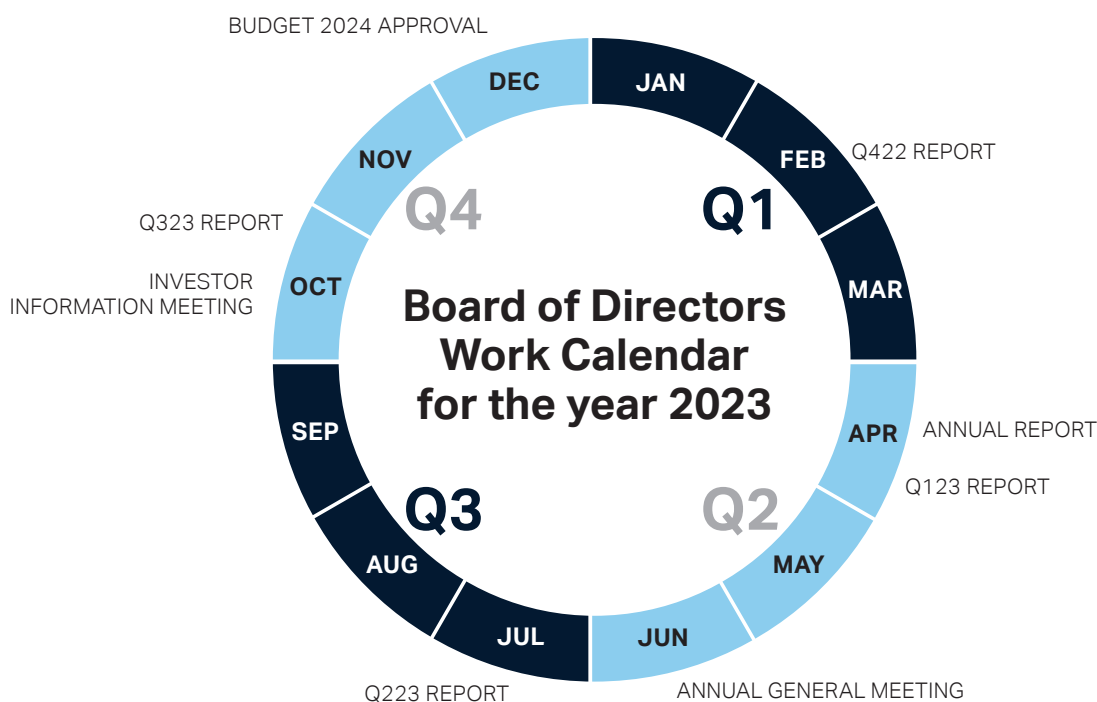 BUDGET 2024 APPROVAL
DEC
JAN
NOV
FEB
Q422 REPORT
Q4
Q1
Q323 REPORT
INVESTOR
INFORMATION MEETING
OCT
MAR
Board of Directors
Work Calendar
for the year 2023
SEP
APR
ANNUAL REPORT
Q123 REPORT
Q3
Q2
AUG
MAY
JUL
JUN
Q223 REPORT
ANNUAL GENERAL MEETING